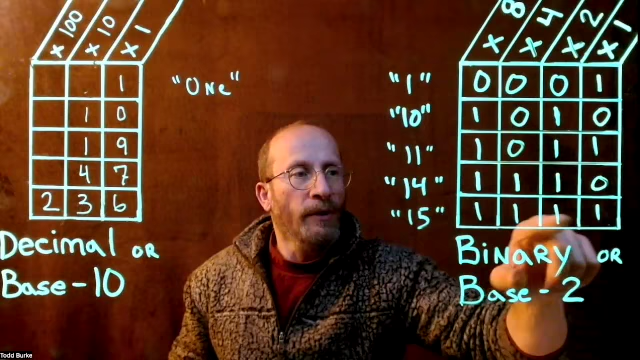 x 100 x 10 x 1
1
1 0
1 9
4 7
2 3 6
Decimal or
Base-10
"One"
x 8 x 4 x 2 x 1
"1" 0 0 0 1
"10" 1 0 1 0
"11" 1 0 1 1
"14" 1 1 1 0
"15" 1 1 1 1
Binary or
Base-2
Todd Burke